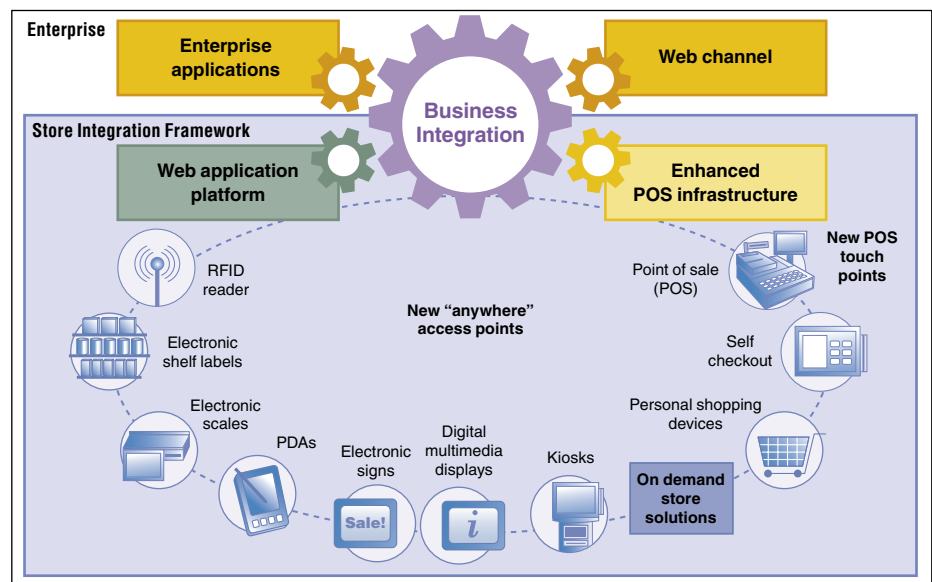 Enterprise
Enterprise
applications
Web channel
Business
Integration
Store Integration Framework
Web application
platform
Enhanced
POS infrastructure
RFID
reader
Point of sale
(POS)
New POS
touch
points
New “anywhere”
access points
Electronic
shelf labels
Self
checkout
Electronic
scales
Personal shopping
devices
PDAs
Electronic
signs
Digital
multimedia
displays
Kiosks
On demand
store
solutions
Sale!
i